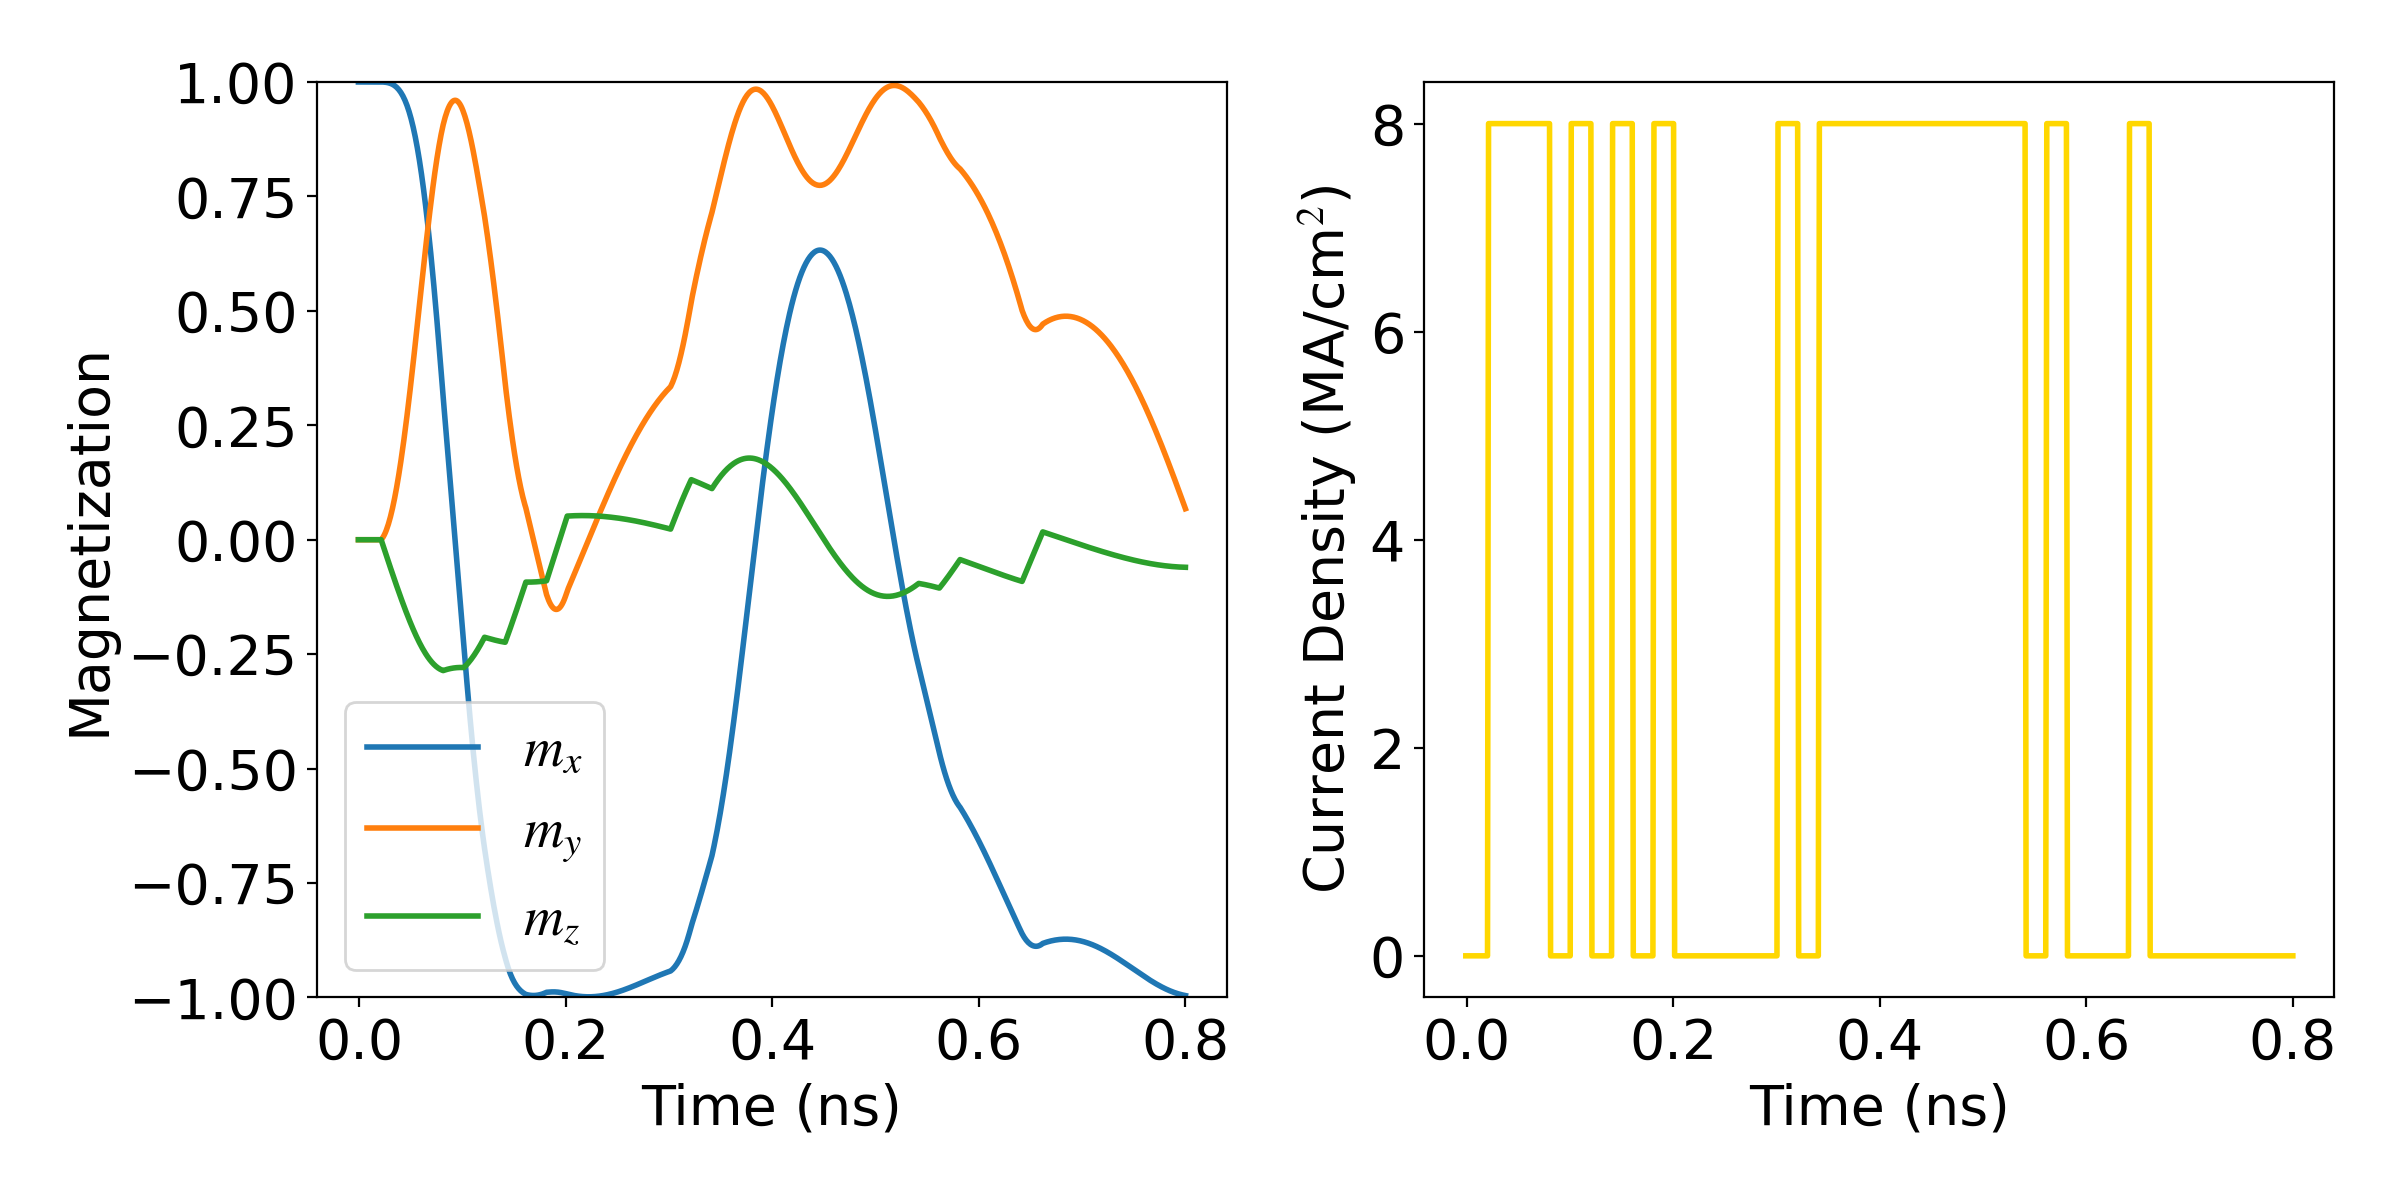 1.00
0.75
0.50
0.25
0.00
−0.25
−0.50
−0.75
−1.00
Magnetization
m_x
m_y
m_z
0.0 0.2 0.4 0.6 0.8
Time (ns)
8
6
4
2
0
Current Density (MA/cm²)
0.0 0.2 0.4 0.6 0.8
Time (ns)